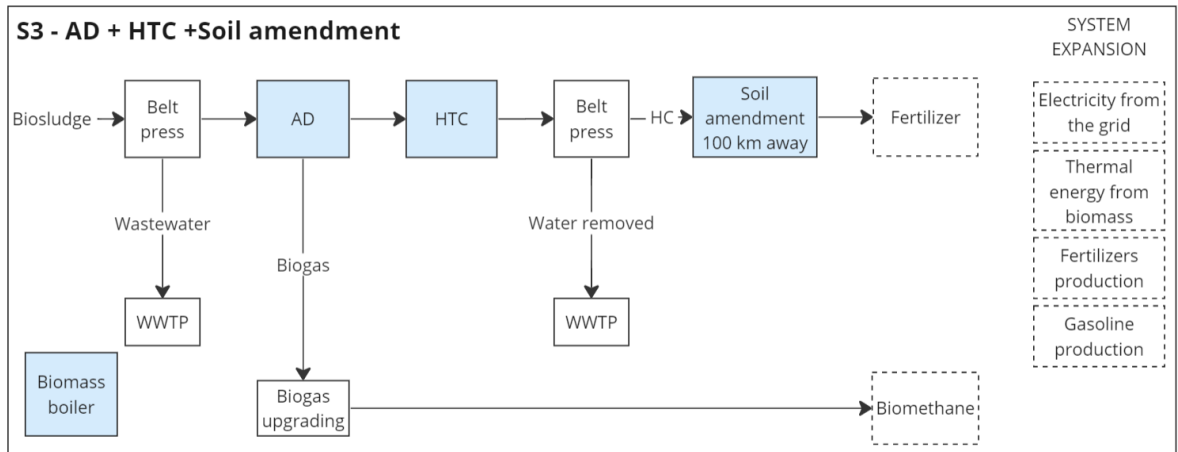 S3 - AD + HTC +Soil amendment
SYSTEM
EXPANSION
Biosludge
Belt
press
AD
HTC
Belt
press
HC
Soil
amendment
100 km away
Fertilizer
Electricity from
the grid
Thermal
energy from
biomass
Wastewater
Biogas
Water removed
Fertilizers
production
WWTP
WWTP
Gasoline
production
Biomass
boiler
Biogas
upgrading
Biomethane